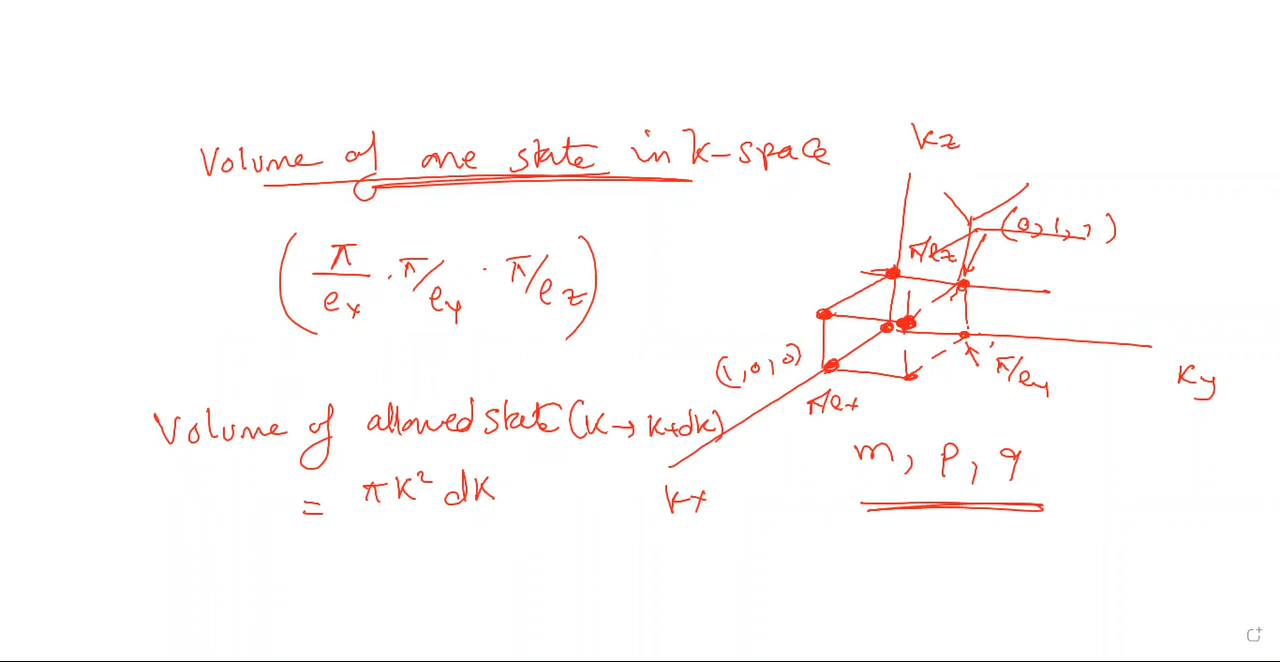 Volume of one state in k-space
(π/ex · π/ey · π/ez)
Volume of allowed state (K → K+dK)
= πK² dK
kz
(0,1,1)
π/ez
(1,0,0)
π/ex
π/ey
ky
kx
m, p, q